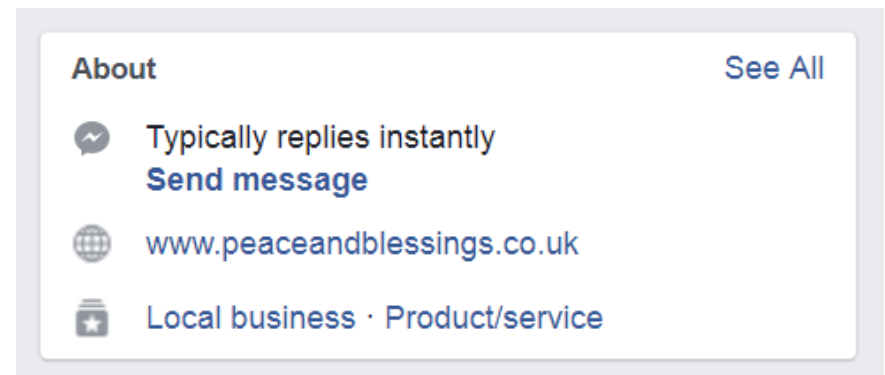 About
See All
Typically replies instantly
Send message
www.peaceandblessings.co.uk
Local business · Product/service